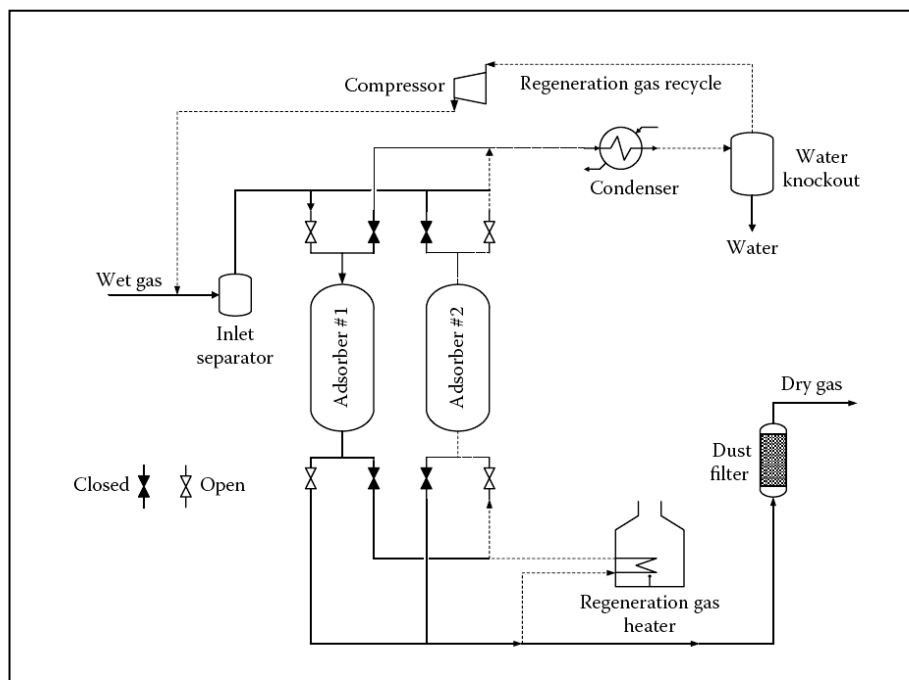 Compressor
Regeneration gas recycle
Water
knockout
Condenser
Water
Wet gas
Inlet
separator
Adsorber #1
Adsorber #2
Dry gas
Dust
filter
Closed
Open
Regeneration gas
heater